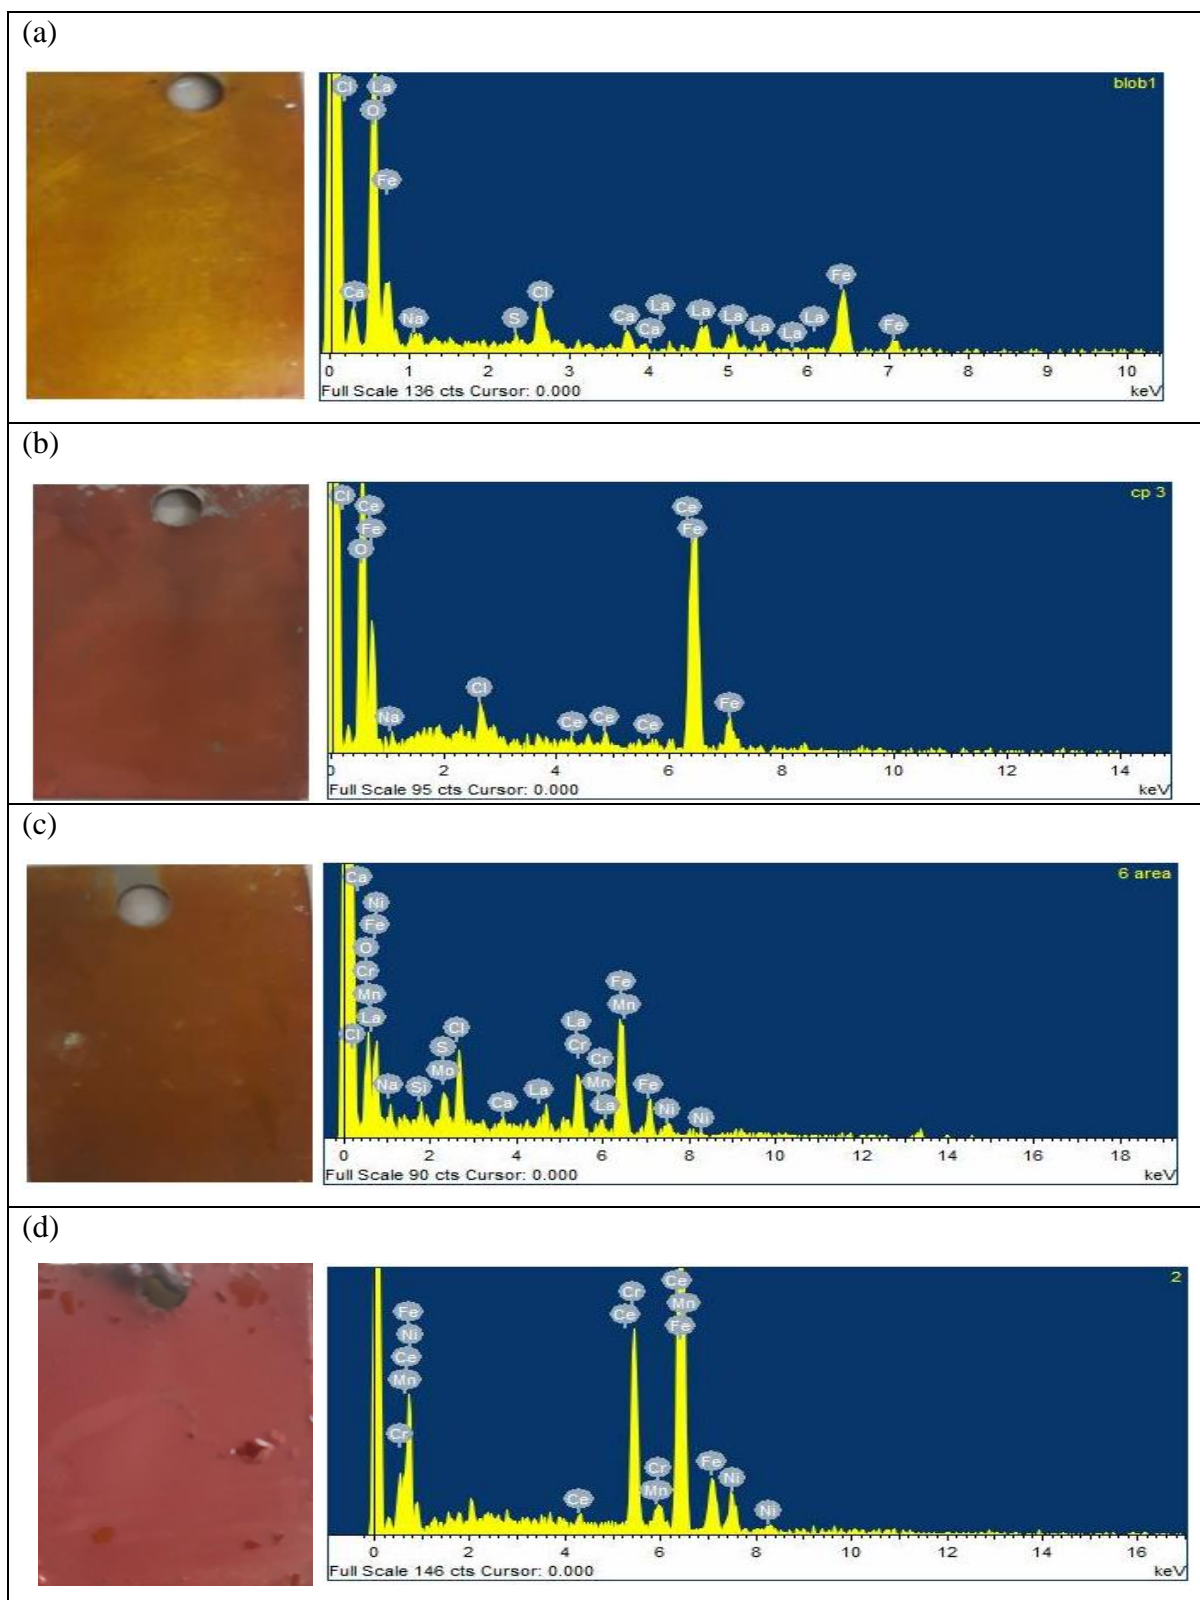 (a)
blob1
Cl La
O
Fe
Ca
Na S Cl Ca Ca La La La La La La Fe Fe
0 1 2 3 4 5 6 7 8 9 10
Full Scale 136 cts Cursor: 0.000 keV
(b)
cp 3
Cl Ce
Fe
O
Na Cl Ce Ce Ce Ce
Fe
Fe
0 2 4 6 8 10 12 14
Full Scale 95 cts Cursor: 0.000 keV
(c)
6 area
Ca
Ni
Fe
O
Cr
Mn
La
Cl
Na Si Cl
S
Mo
Ca La La
Cr
Cr
Mn
La
Fe
Mn
Fe Ni Ni
0 2 4 6 8 10 12 14 16 18
Full Scale 90 cts Cursor: 0.000 keV
(d)
2
Fe
Ni
Ce
Mn
Cr
Ce Cr
Ce
Cr
Mn
Ce
Mn
Fe
Fe Ni Ni
0 2 4 6 8 10 12 14 16
Full Scale 146 cts Cursor: 0.000 keV